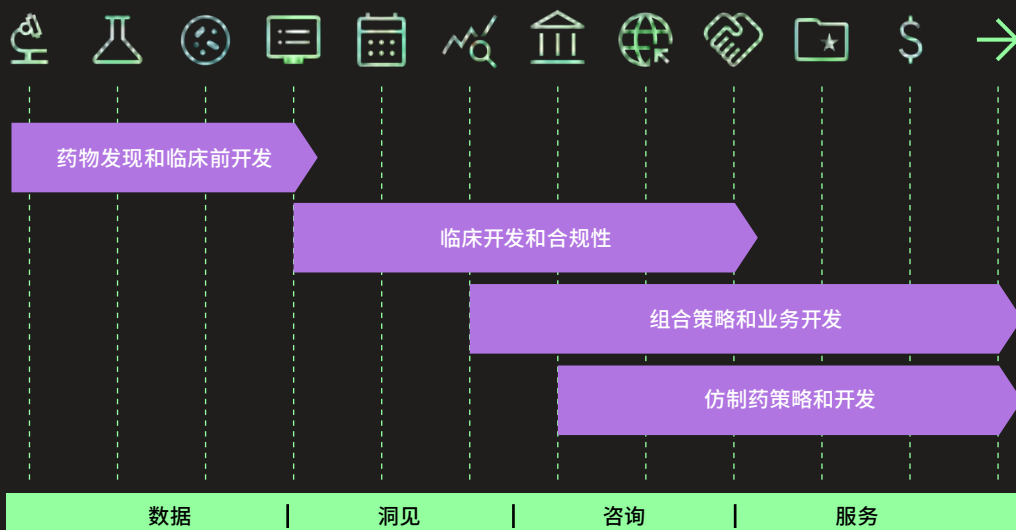 药物发现和临床前开发
临床开发和合规性
组合策略和业务开发
仿制药策略和开发
数据 | 洞见 | 咨询 | 服务